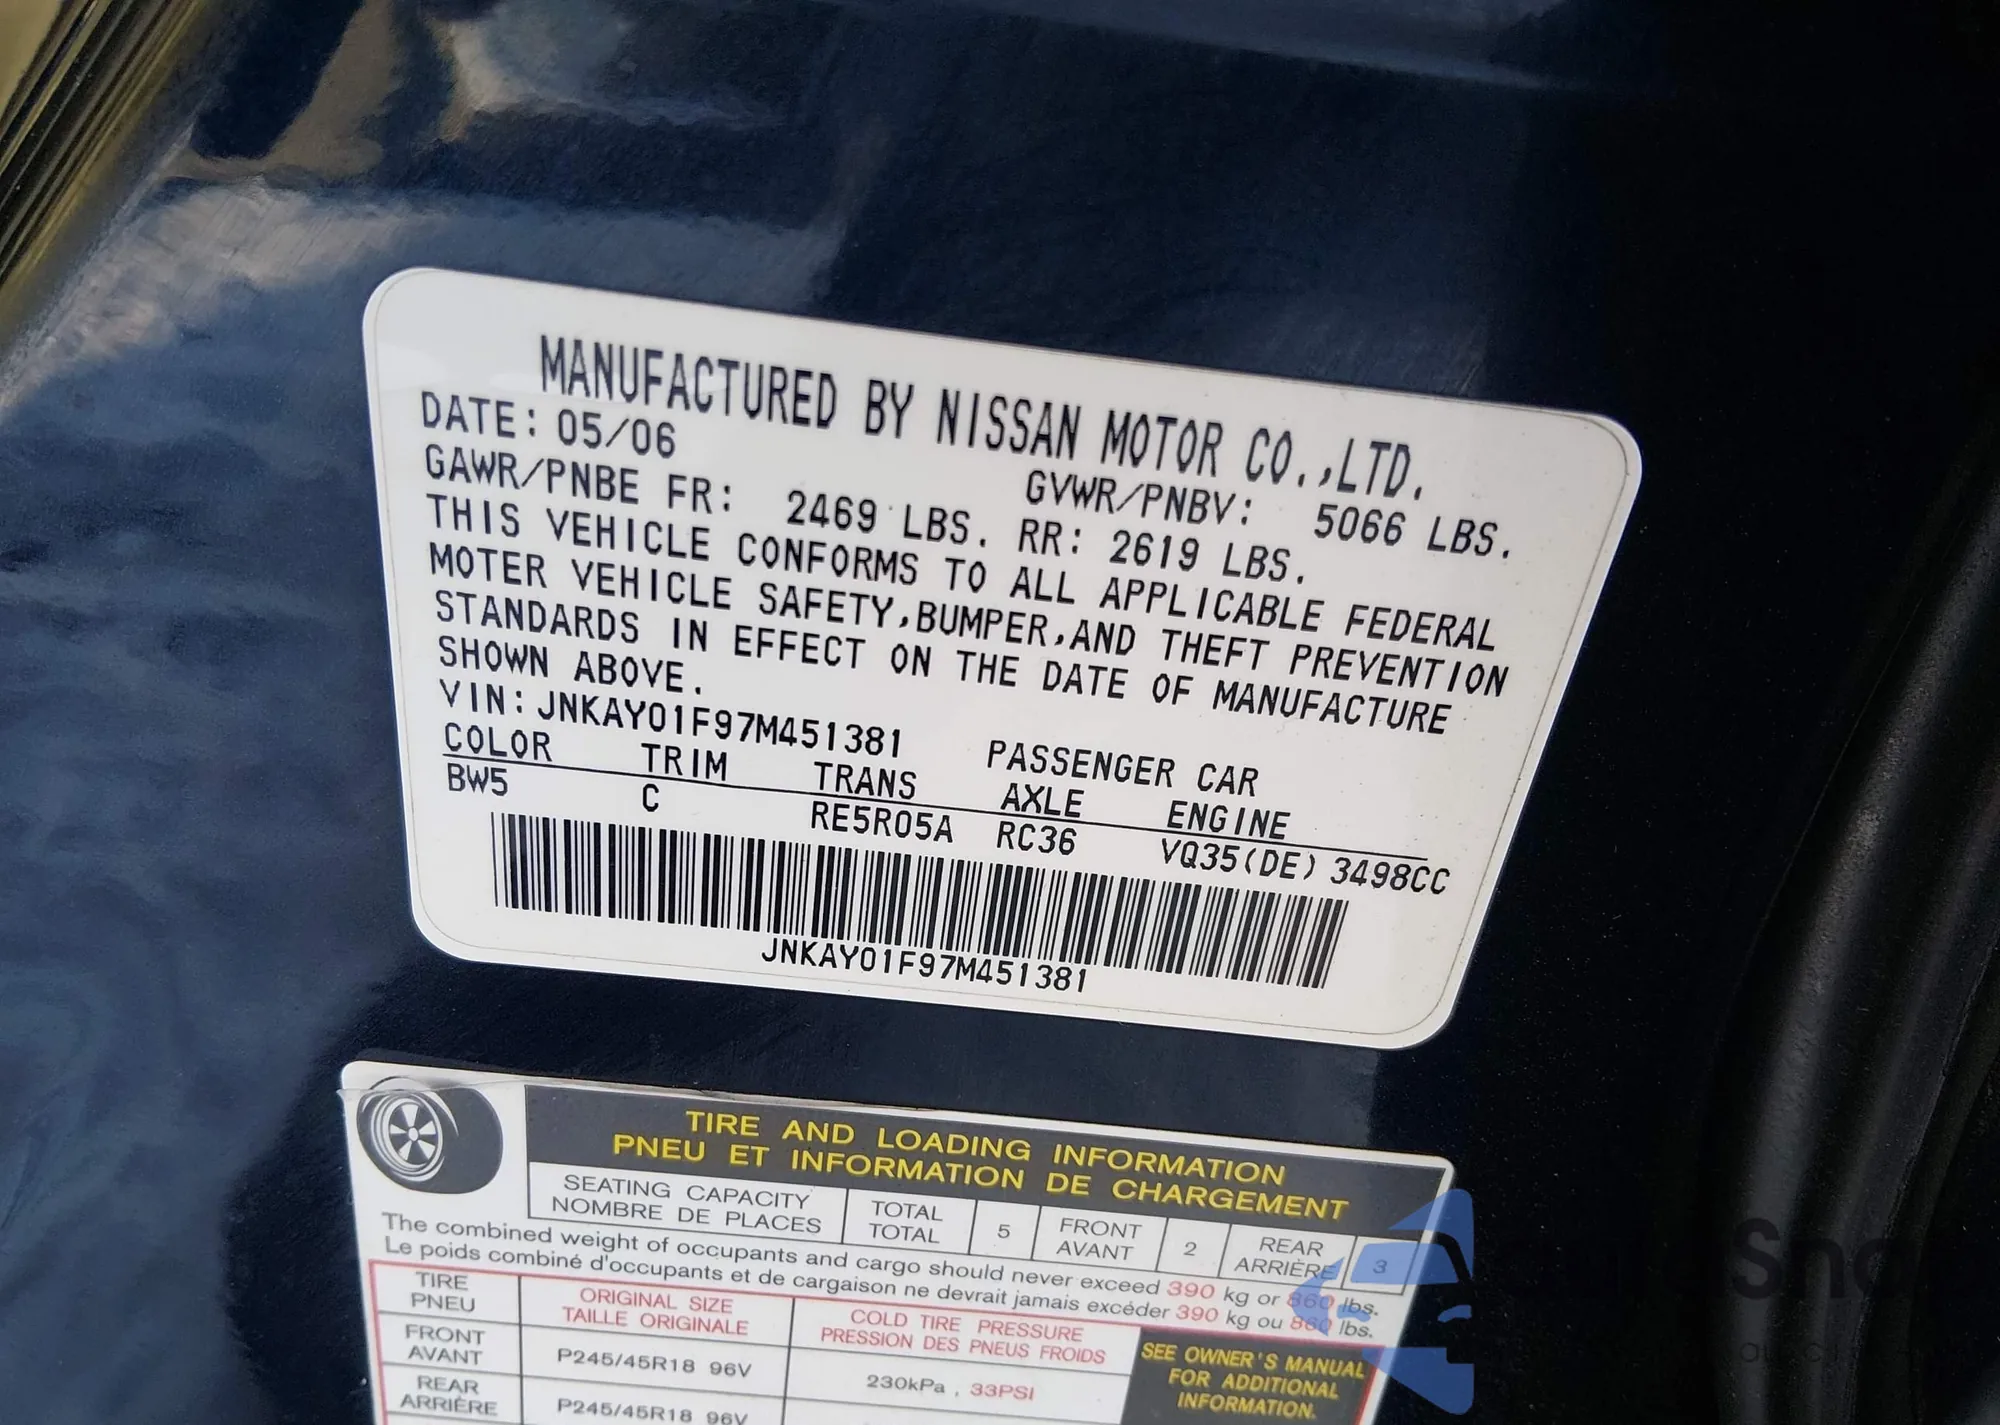 MANUFACTURED BY NISSAN MOTOR CO.,LTD.
DATE: 05/06 GVWR/PNBV: 5066 LBS.
GAWR/PNBE FR: 2469 LBS. RR: 2619 LBS.
THIS VEHICLE CONFORMS TO ALL APPLICABLE FEDERAL
MOTER VEHICLE SAFETY,BUMPER,AND THEFT PREVENTION
STANDARDS IN EFFECT ON THE DATE OF MANUFACTURE
SHOWN ABOVE.
VIN: JNKAY01F97M451381 PASSENGER CAR
COLOR TRIM TRANS AXLE ENGINE
BW5 C RE5R05A RC36 VQ35(DE) 3498CC
JNKAY01F97M451381
TIRE AND LOADING INFORMATION
PNEU ET INFORMATION DE CHARGEMENT
SEATING CAPACITY TOTAL 5 FRONT 2 REAR 3
NOMBRE DE PLACES TOTAL AVANT ARRIÈRE
The combined weight of occupants and cargo should never exceed 390 kg or 860 lbs.
Le poids combiné d'occupants et de cargaison ne devrait jamais excéder 390 kg ou 860 lbs.
TIRE ORIGINAL SIZE COLD TIRE PRESSURE
PNEU TAILLE ORIGINALE PRESSION DES PNEUS FROIDS
FRONT
AVANT P245/45R18 96V 230kPa , 33PSI
REAR
ARRIÈRE P245/45R18 96V
SEE OWNER'S MANUAL
FOR ADDITIONAL
INFORMATION.